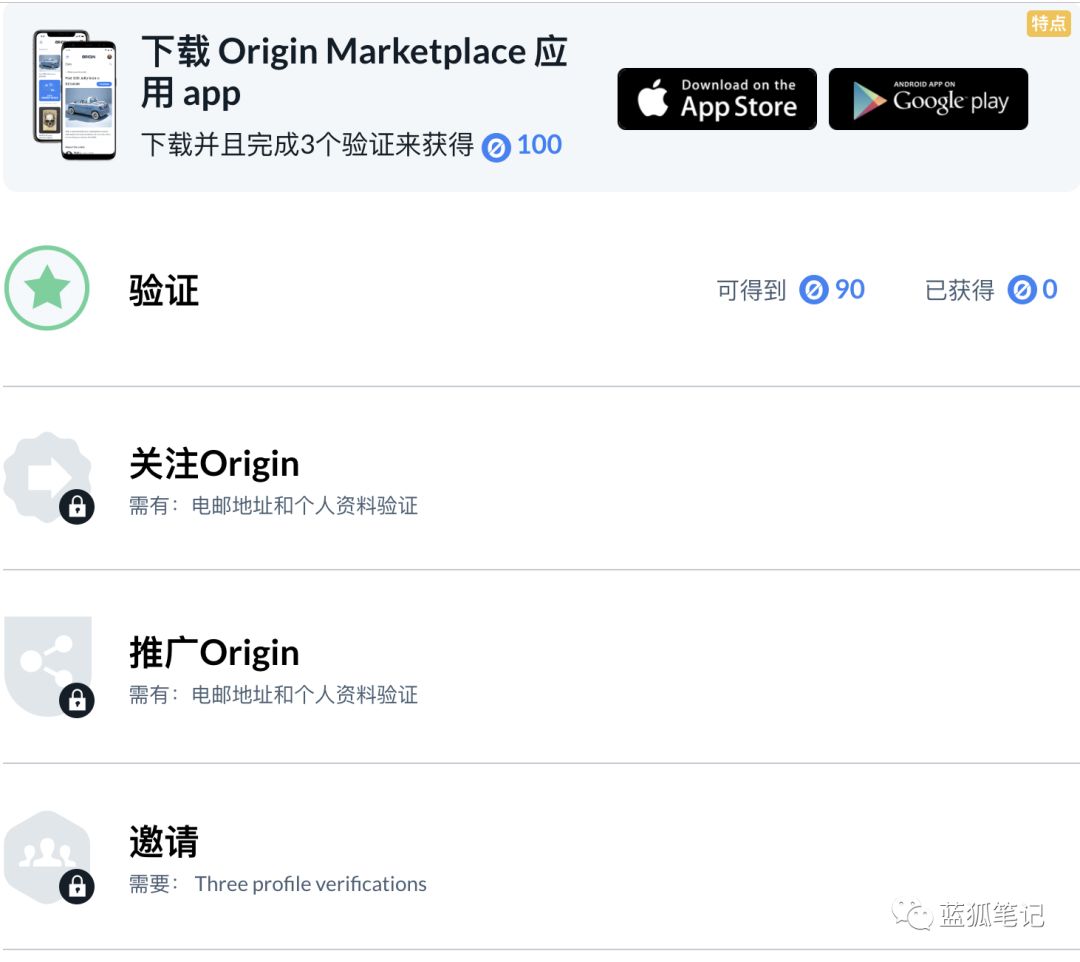 特点
下载 Origin Marketplace 应
用 app
下载并且完成3个验证来获得 100
Download on the
App Store
ANDROID APP ON
Google play
验证
可得到 90
已获得 0
关注Origin
需有：电邮地址和个人资料验证
推广Origin
需有：电邮地址和个人资料验证
邀请
需要： Three profile verifications
蓝狐笔记